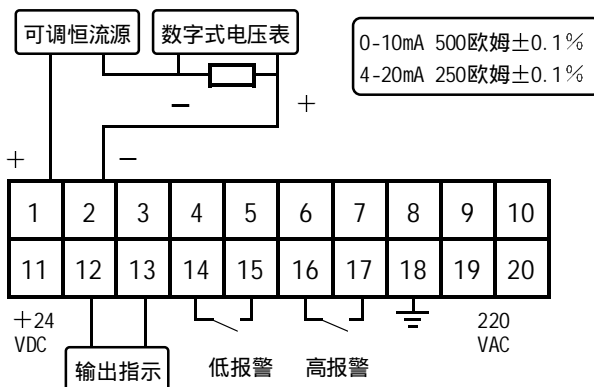 可调恒流源 数字式电压表
0-10mA 500欧姆±0.1%
4-20mA 250欧姆±0.1%
－ ＋
＋ －
1 2 3 4 5 6 7 8 9 10
11 12 13 14 15 16 17 18 19 20
＋24
VDC
220
VAC
输出指示 低报警 高报警